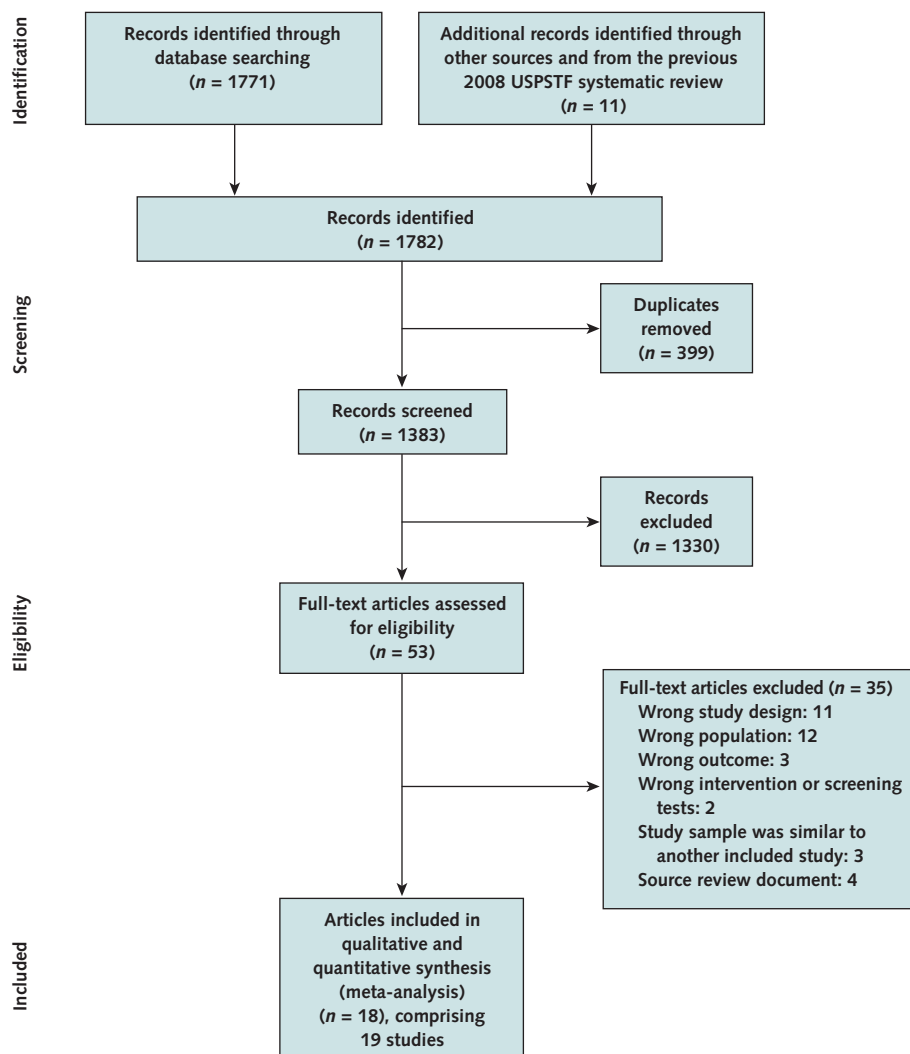 Identification
Records identified through
database searching
(n = 1771)
Additional records identified through
other sources and from the previous
2008 USPSTF systematic review
(n = 11)
Records identified
(n = 1782)
Screening
Duplicates
removed
(n = 399)
Records screened
(n = 1383)
Records
excluded
(n = 1330)
Eligibility
Full-text articles assessed
for eligibility
(n = 53)
Full-text articles excluded (n = 35)
Wrong study design: 11
Wrong population: 12
Wrong outcome: 3
Wrong intervention or screening
tests: 2
Study sample was similar to
another included study: 3
Source review document: 4
Included
Articles included in
qualitative and
quantitative synthesis
(meta-analysis)
(n = 18), comprising
19 studies